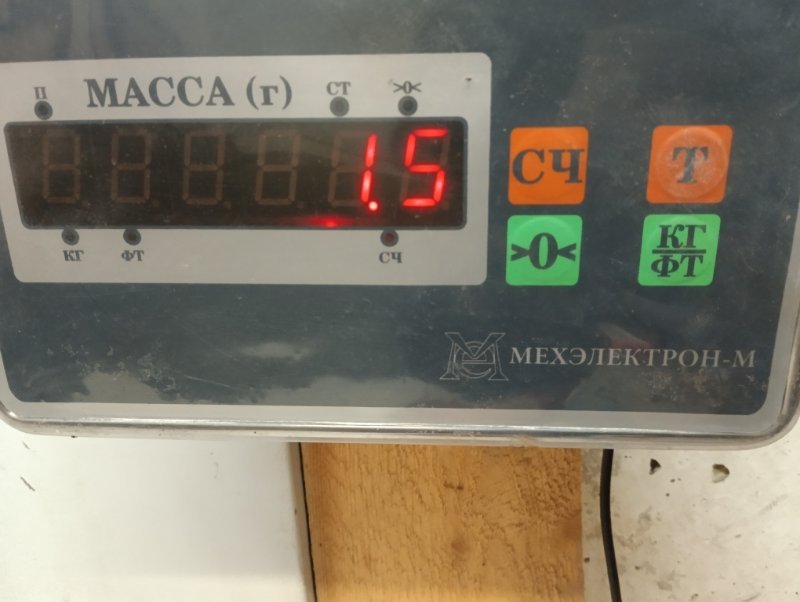 П МАССА (г) СТ >0<
1.5
КГ ФТ СЧ
СЧ Т
>0< КГ/ФТ
МЕХЭЛЕКТРОН-М